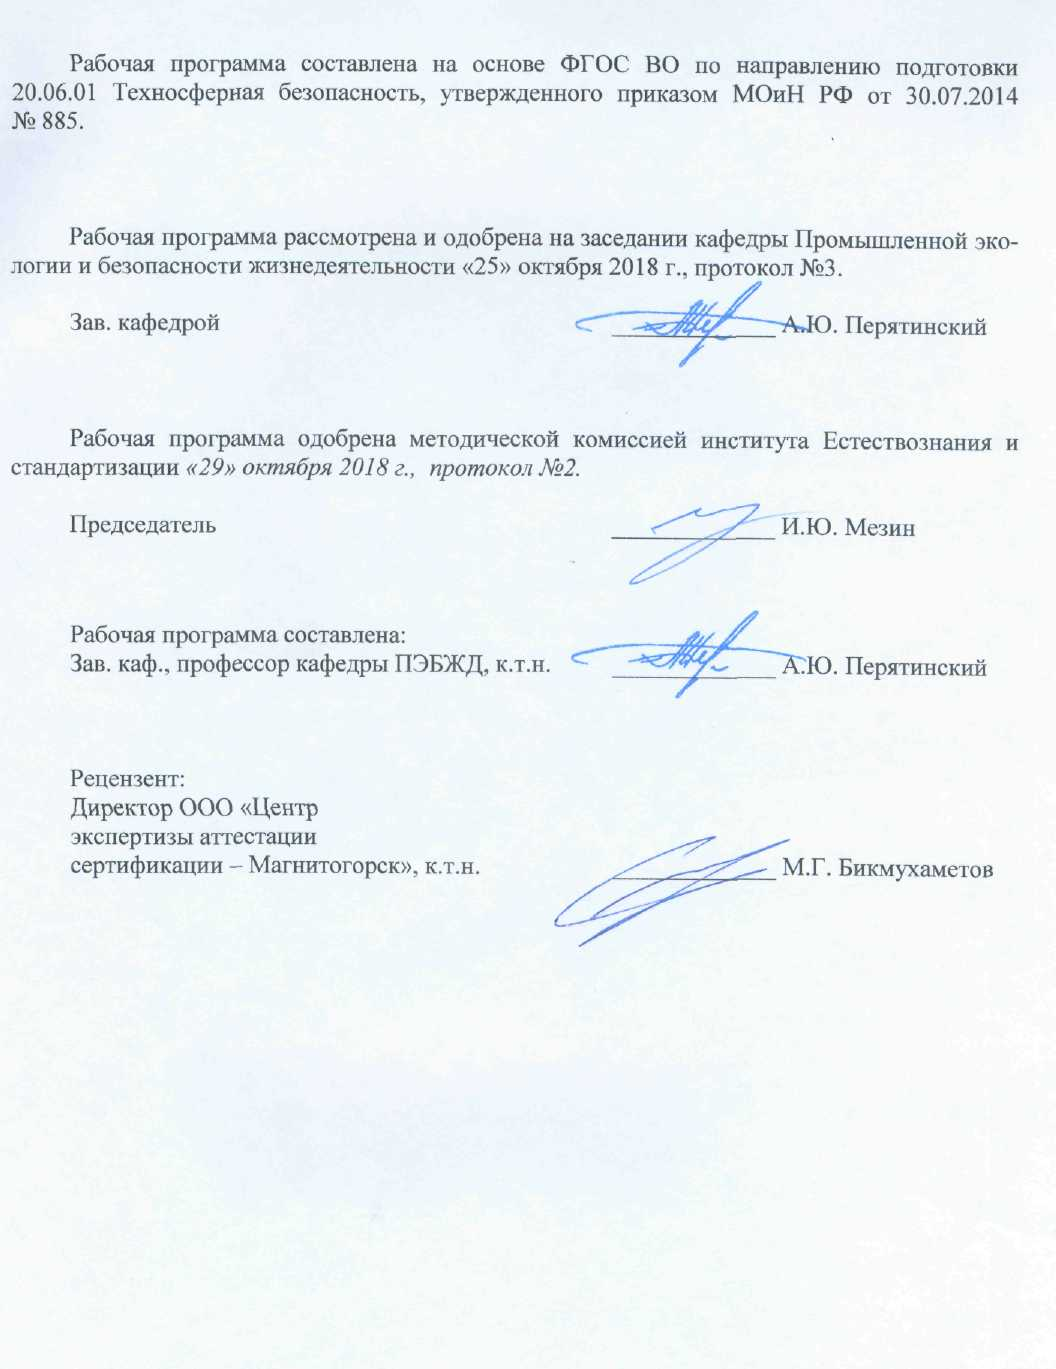 Рабочая программа составлена на основе ФГОС ВО по направлению подготовки
20.06.01 Техносферная безопасность, утвержденного приказом МОиН РФ от 30.07.2014
№ 885.
Рабочая программа рассмотрена и одобрена на заседании кафедры Промышленной эко-
логии и безопасности жизнедеятельности «25» октября 2018 г., протокол №3.
Зав. кафедрой А.Ю. Перятинский
Рабочая программа одобрена методической комиссией института Естествознания и
стандартизации «29» октября 2018 г., протокол №2.
Председатель И.Ю. Мезин
Рабочая программа составлена:
Зав. каф., профессор кафедры ПЭБЖД, к.т.н. А.Ю. Перятинский
Рецензент:
Директор ООО «Центр
экспертизы аттестации
сертификации – Магнитогорск», к.т.н. М.Г. Бикмухаметов